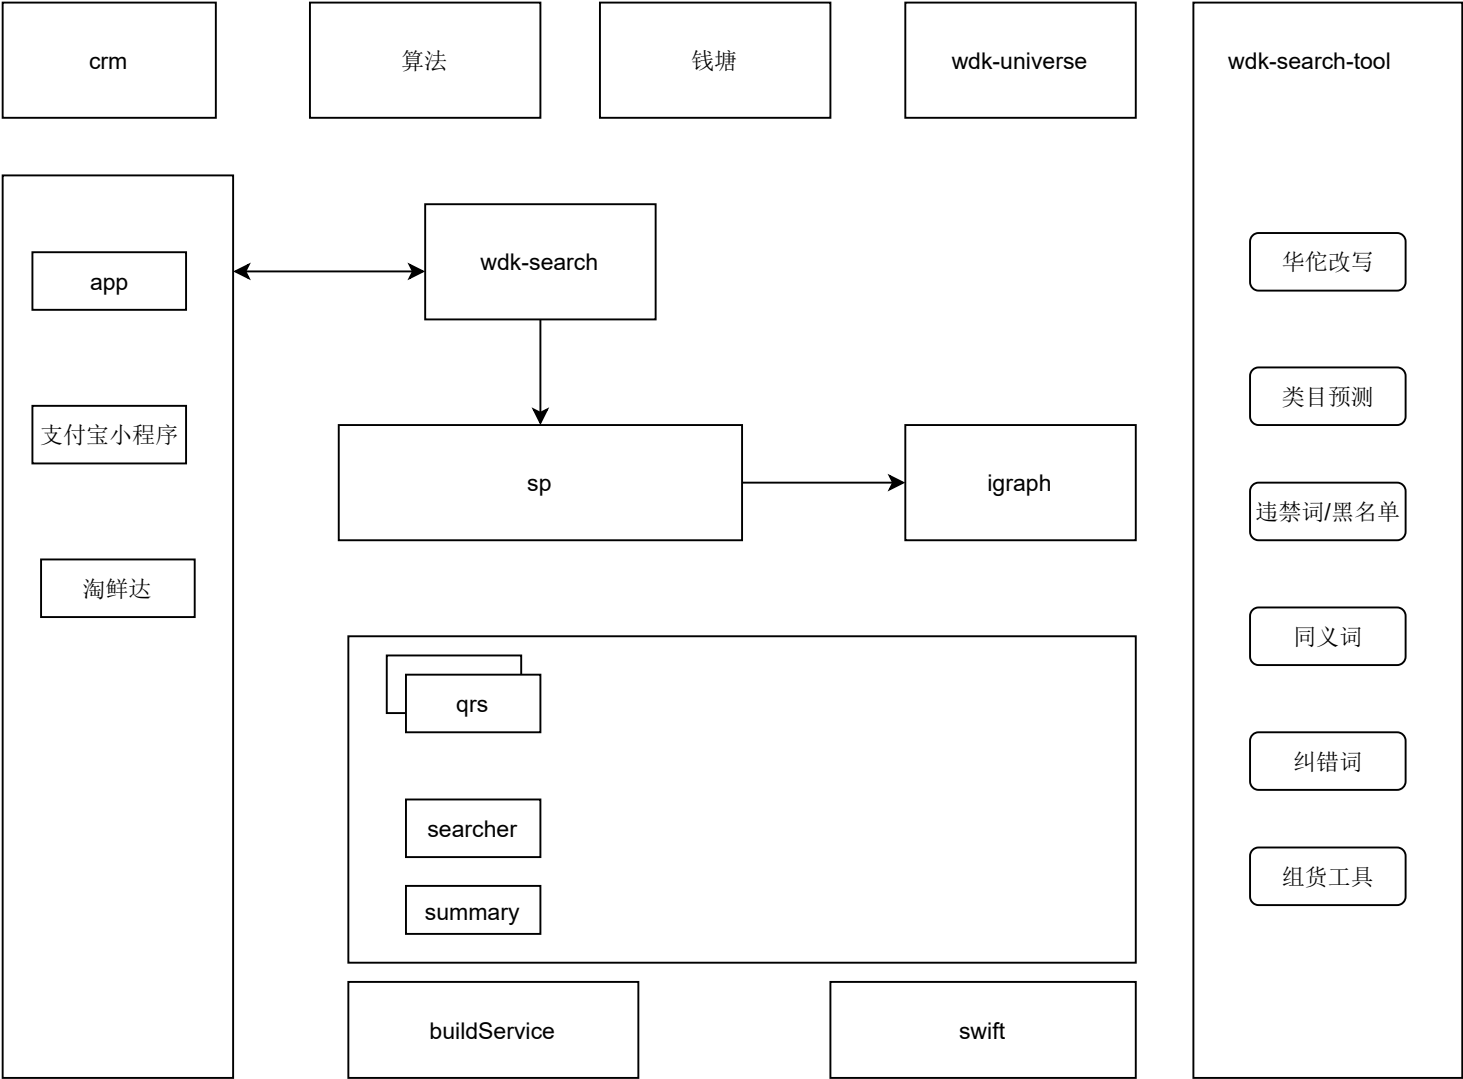 crm
算法
钱塘
wdk-universe
wdk-search-tool
app
支付宝小程序
淘鲜达
wdk-search
sp
igraph
qrs
searcher
summary
buildService
swift
华佗改写
类目预测
违禁词/黑名单
同义词
纠错词
组货工具